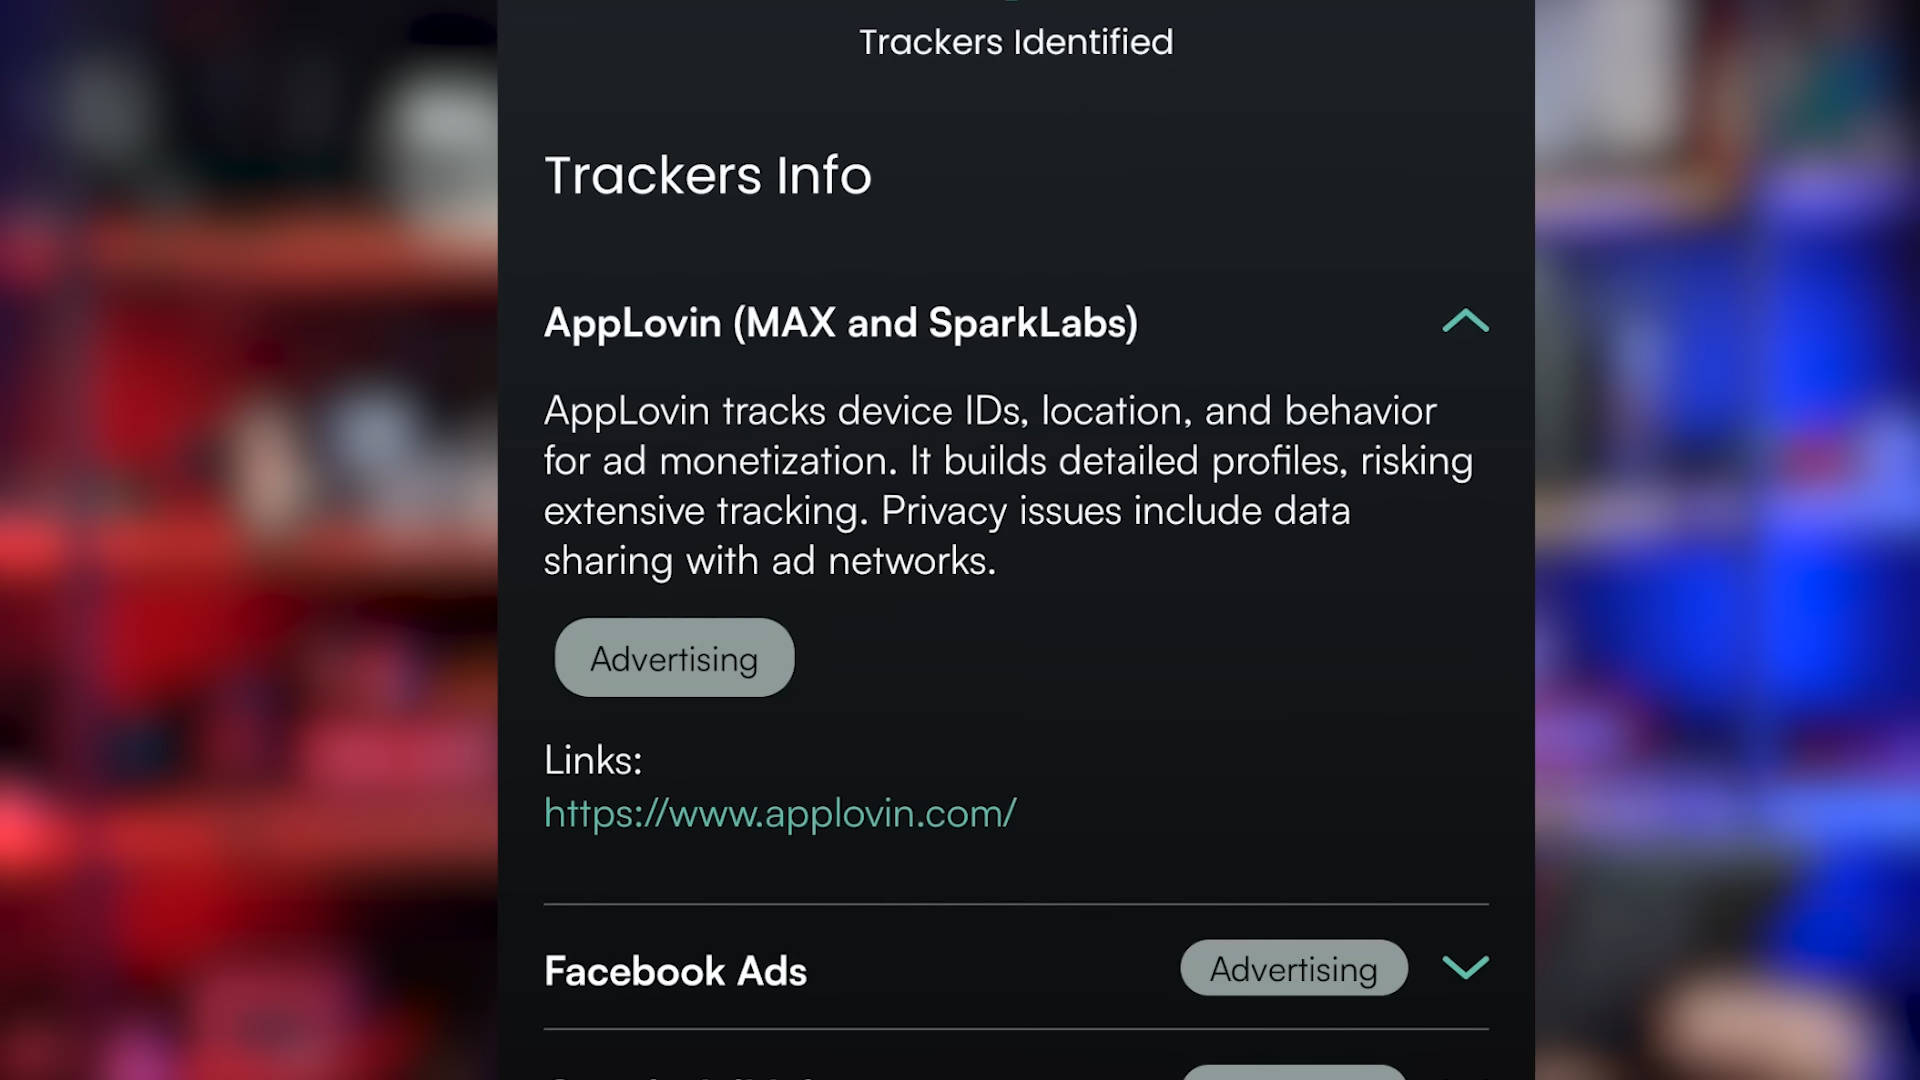 Trackers Identified
Trackers Info
AppLovin (MAX and SparkLabs)
AppLovin tracks device IDs, location, and behavior
for ad monetization. It builds detailed profiles, risking
extensive tracking. Privacy issues include data
sharing with ad networks.
Advertising
Links:
https://www.applovin.com/
Facebook Ads
Advertising